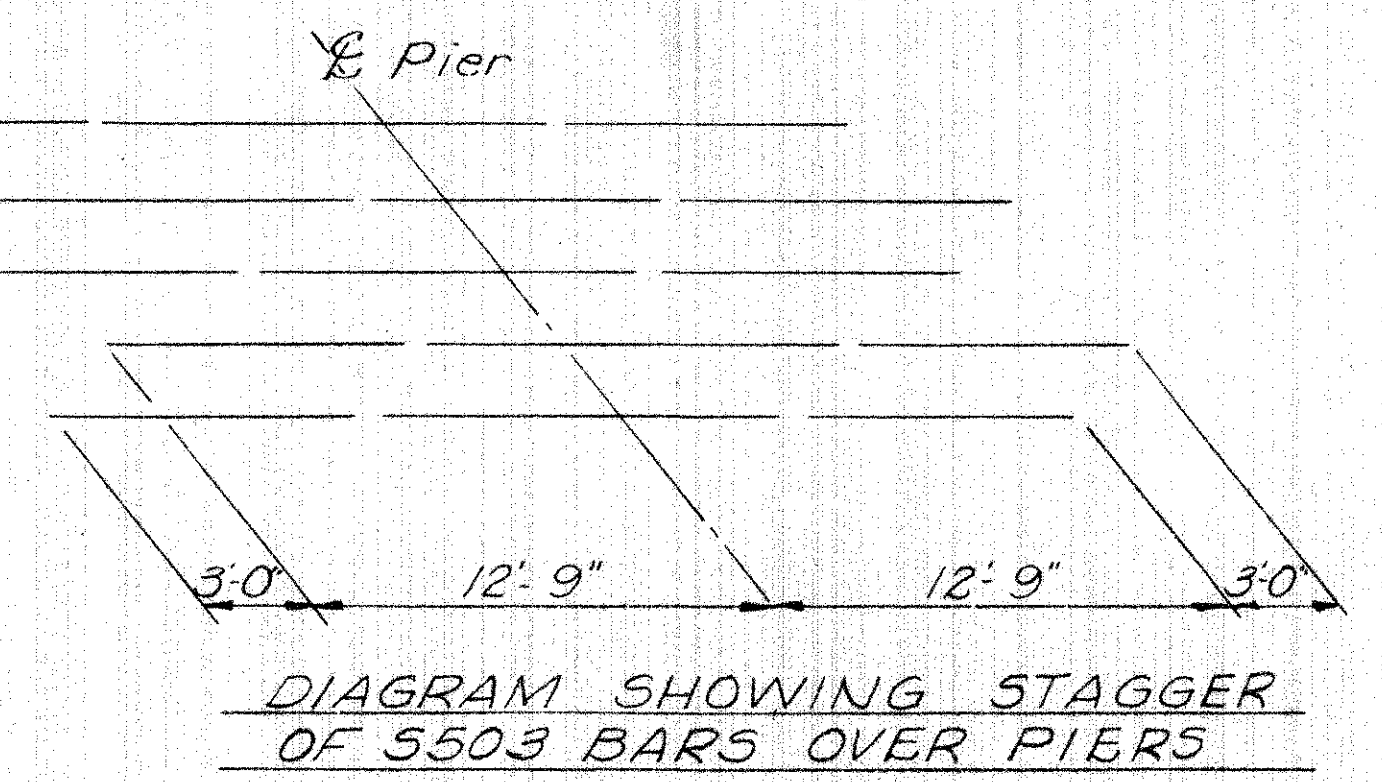 ℄ Pier
3'-0" 12'-9" 12'-9" 3'-0"
DIAGRAM SHOWING STAGGER
OF S503 BARS OVER PIERS